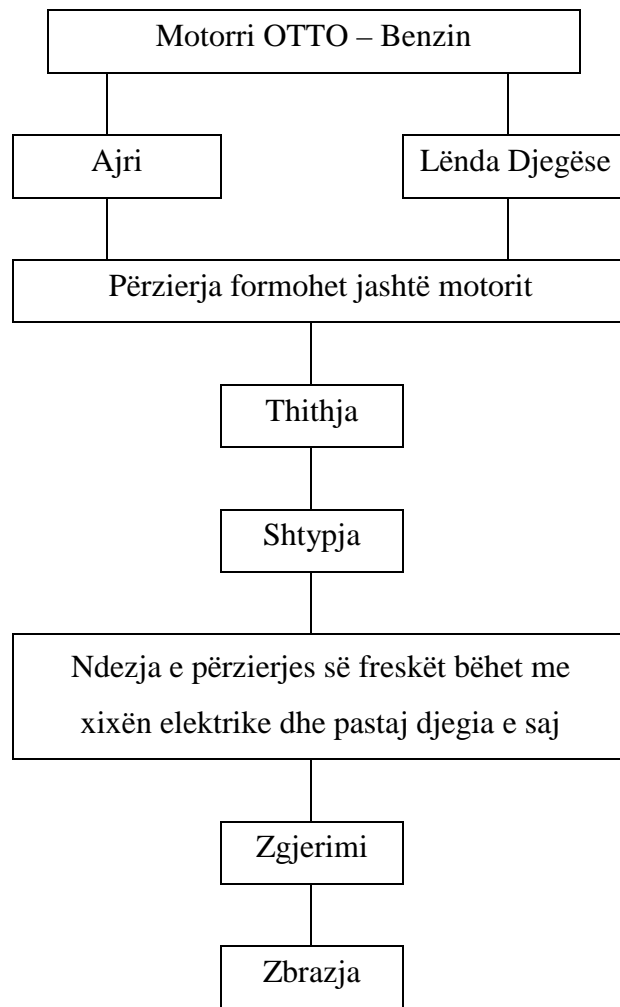 Motorri OTTO – Benzin
Ajri
Lënda Djegëse
Përzierja formohet jashtë motorit
Thithja
Shtypja
Ndezja e përzierjes së freskët bëhet me
xixën elektrike dhe pastaj djegia e saj
Zgjerimi
Zbrazja